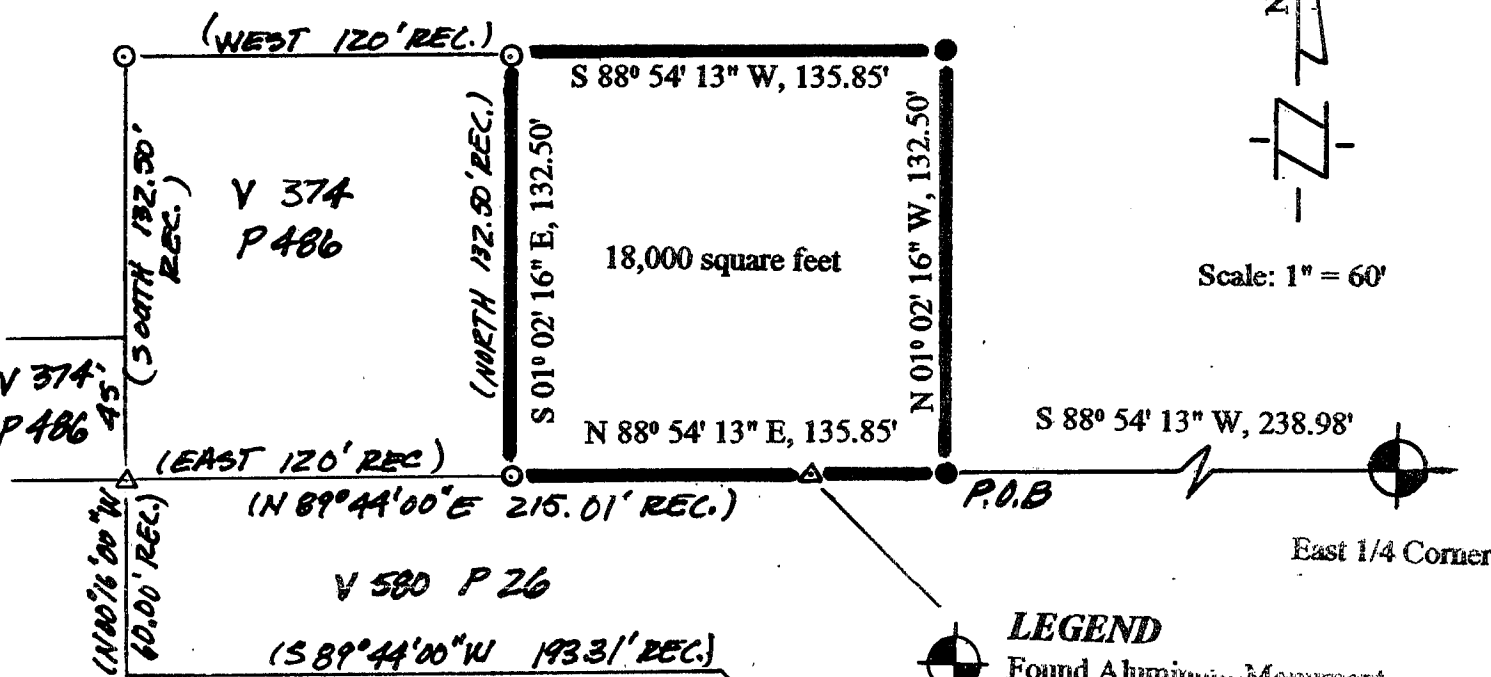 (WEST 120' REC.)
N
S 88° 54' 13" W, 135.85'
(SOUTH 132.50' REC.)
V 374
P 486
(NORTH 132.50' REC.)
S 01° 02' 16" E, 132.50'
18,000 square feet
N 01° 02' 16" W, 132.50'
Scale: 1" = 60'
V 374
P 486
45'
(EAST 120' REC)
N 88° 54' 13" E, 135.85'
S 88° 54' 13" W, 238.98'
(N 89°44'00"E 215.01' REC.)
P.O.B
East 1/4 Corner
(N00°16'00"W
60.00' REC.)
V 580 P 26
(S 89°44'00"W 193.31' REC.)
LEGEND
Found Aluminum Monument